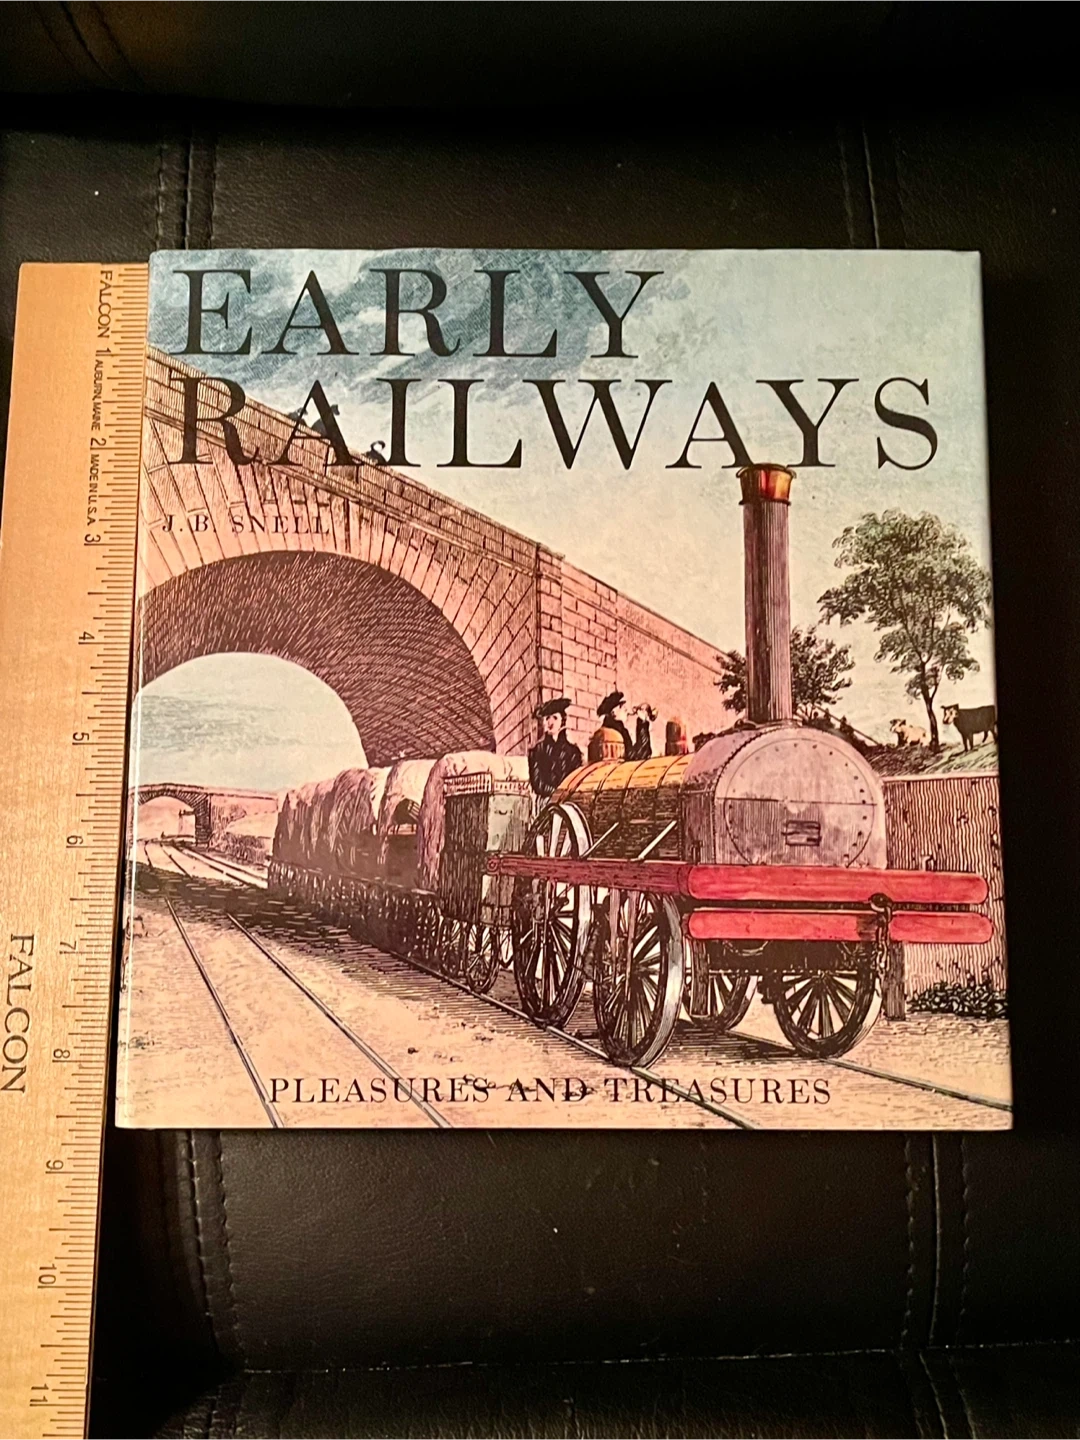 EARLY
RAILWAYS
J. B. SNELL
PLEASURES AND TREASURES
FALCON
AUBURN, MAINE
MADE IN U.S.A.
1
2
3
4
5
6
7
8
9
10
11
FALCON